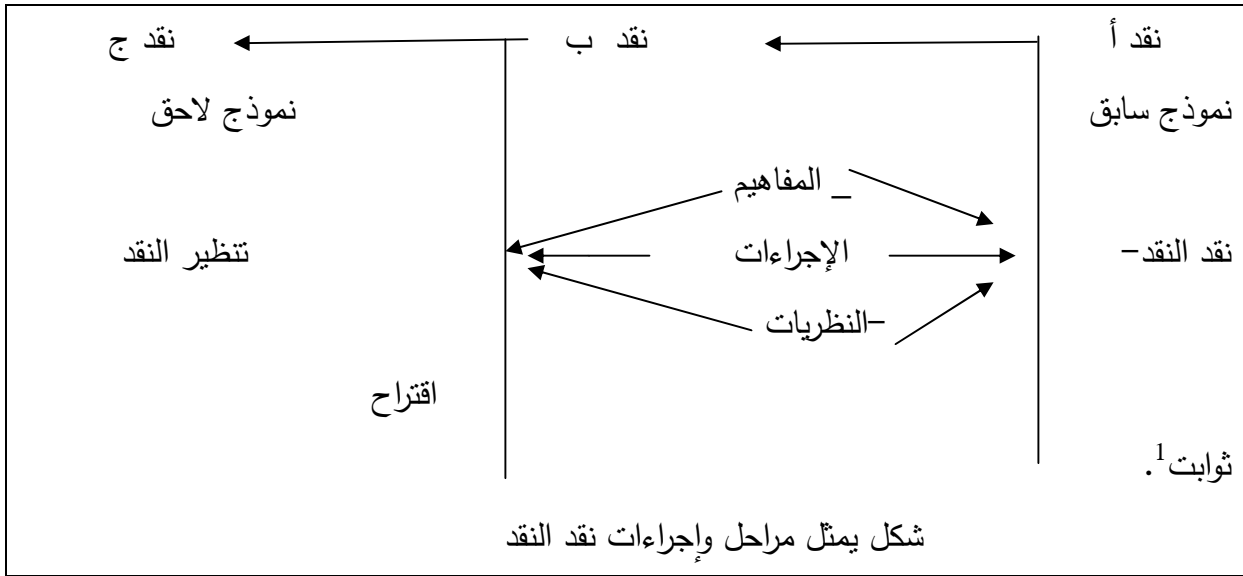 نقد أ نقد ب نقد ج
نموذج سابق نموذج لاحق
_ المفاهيم
نقد النقد– الإجراءات تنظير النقد
–النظريات
اقتراح
ثوابت1.
شكل يمثل مراحل وإجراءات نقد النقد